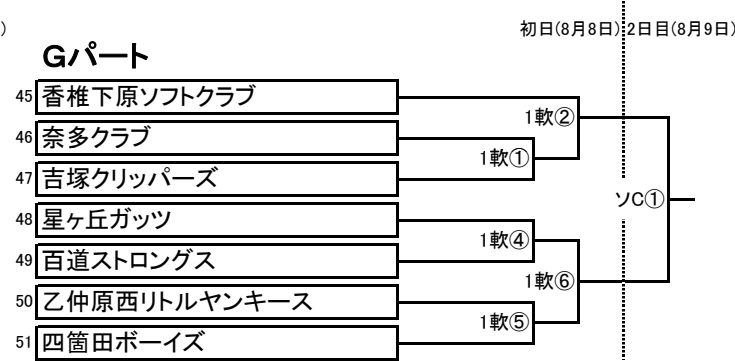 )
初日(8月8日) 2日目(8月9日)
Gパート
45 香椎下原ソフトクラブ
1軟②
46 奈多クラブ
1軟①
47 吉塚クリッパーズ
ソC①
48 星ヶ丘ガッツ
1軟④
49 百道ストロングス
1軟⑥
50 乙仲原西リトルヤンキース
1軟⑤
51 四箇田ボーイズ